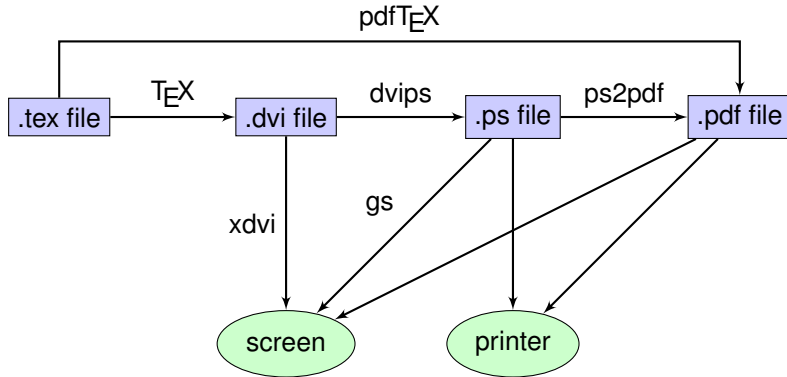 pdfTEX
TEX
dvips
ps2pdf
.tex file
.dvi file
.ps file
.pdf file
xdvi
gs
screen
printer